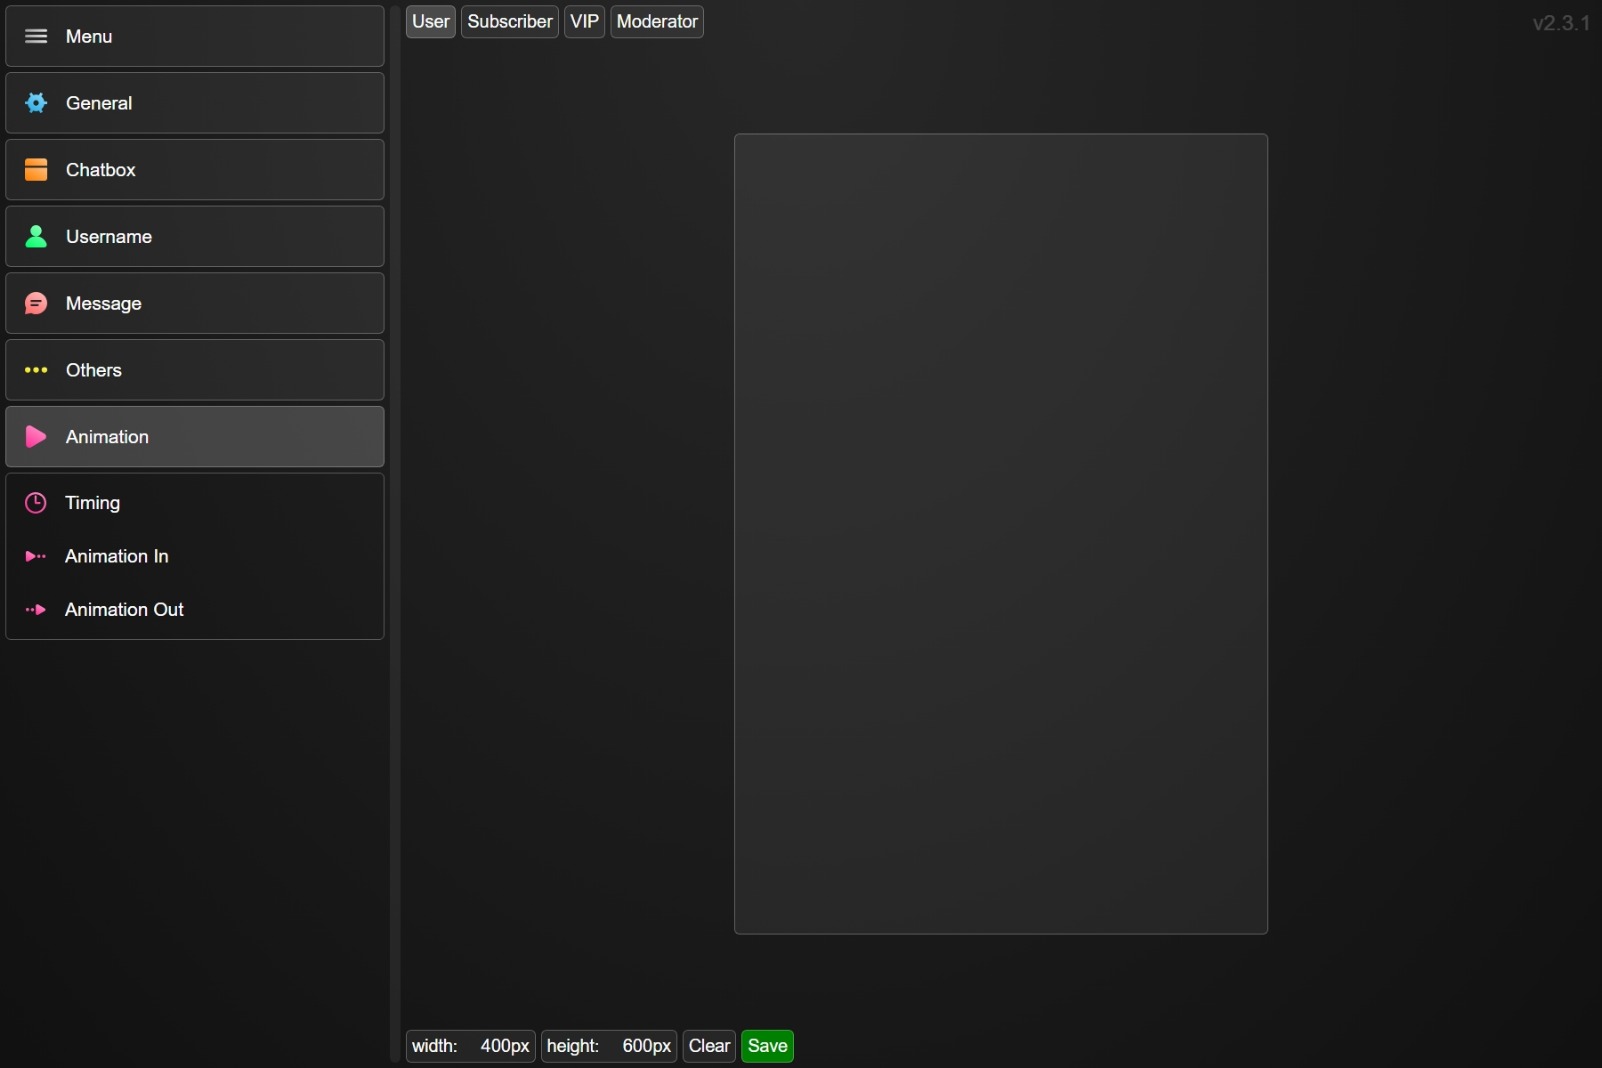 Menu
General
Chatbox
Username
Message
Others
Animation
Timing
Animation In
Animation Out
User Subscriber VIP Moderator
v2.3.1
width: 400px height: 600px Clear Save